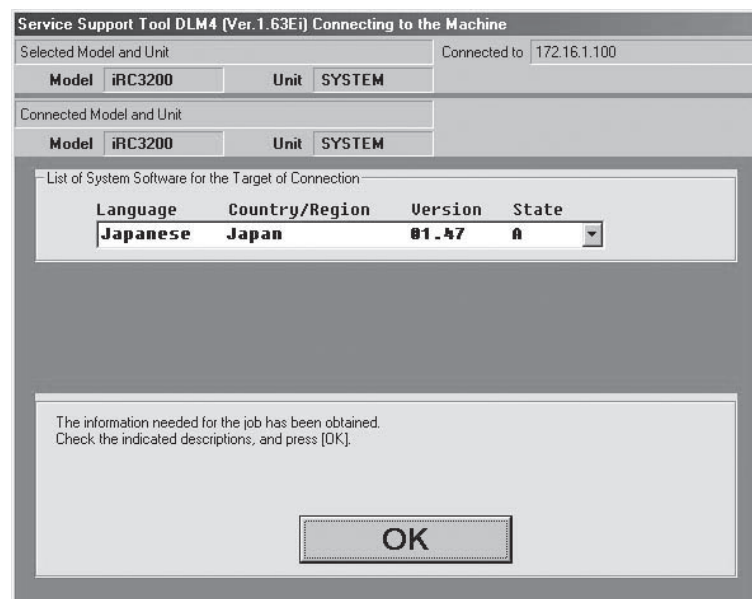 Service Support Tool DLM4 (Ver.1.63Ei) Connecting to the Machine
Selected Model and Unit
Connected to 172.16.1.100
Model iRC3200 Unit SYSTEM
Connected Model and Unit
Model iRC3200 Unit SYSTEM
List of System Software for the Target of Connection
Language Country/Region Version State
Japanese Japan 01.47 A
The information needed for the job has been obtained.
Check the indicated descriptions, and press [OK].
OK